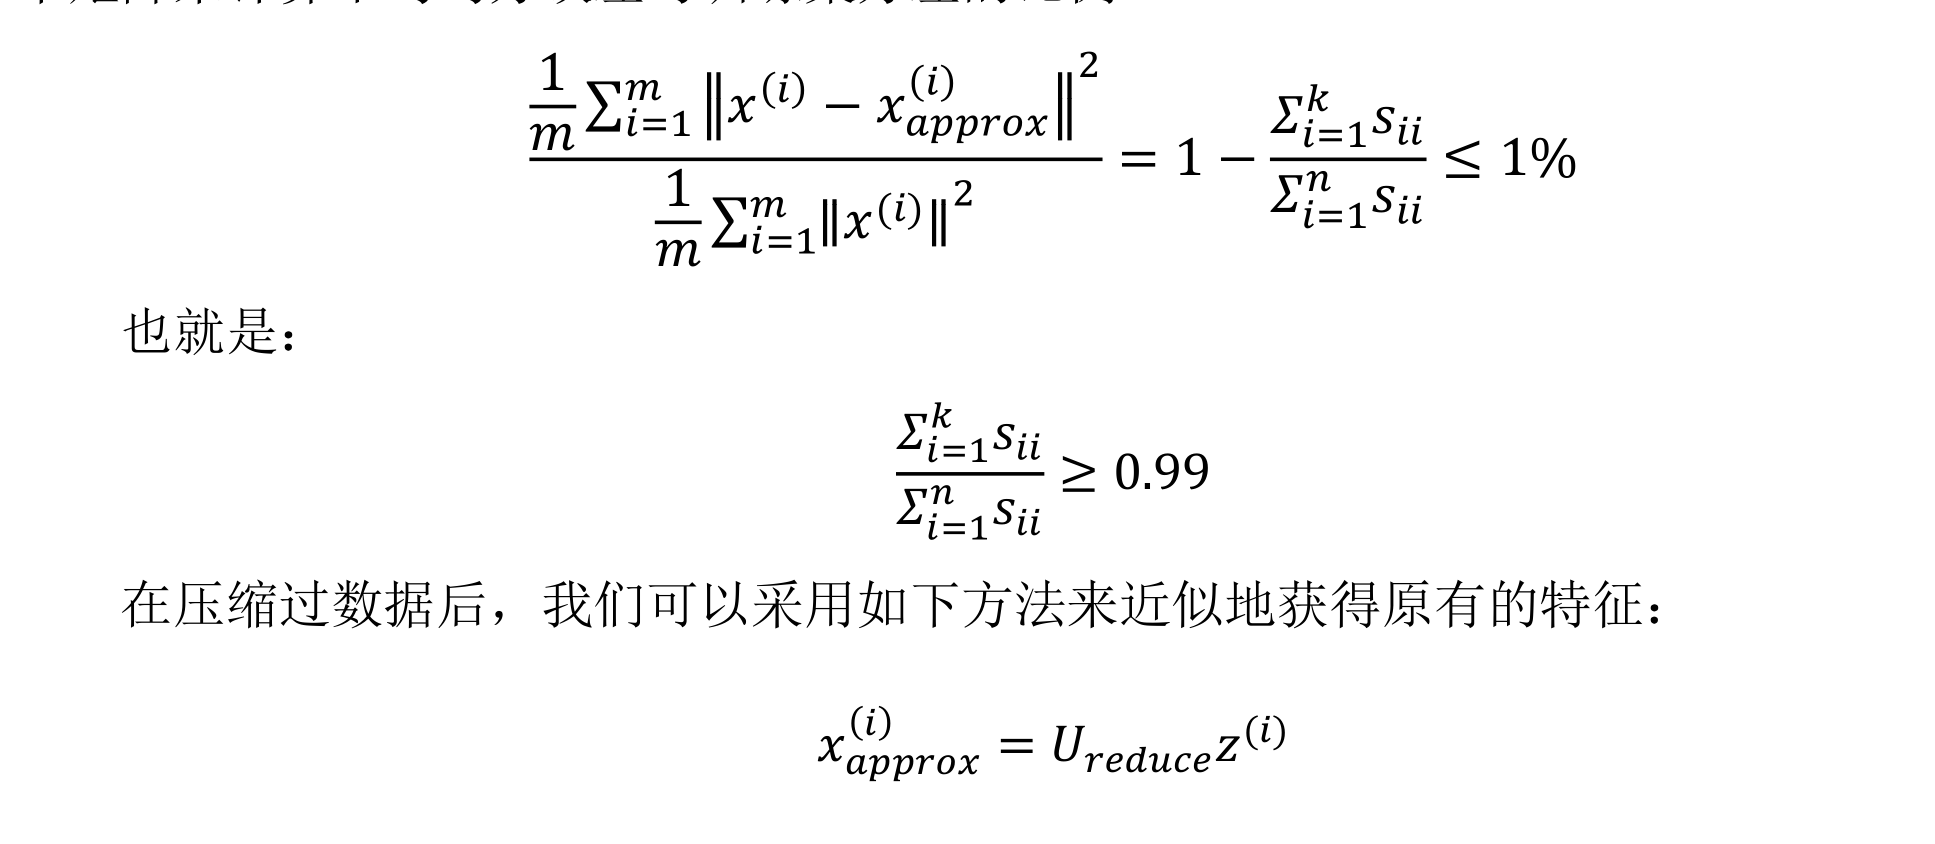 \frac{\frac{1}{m}\sum_{i=1}^{m}\left\|x^{(i)}-x_{approx}^{(i)}\right\|^{2}}{\frac{1}{m}\sum_{i=1}^{m}\left\|x^{(i)}\right\|^{2}}=1-\frac{\Sigma_{i=1}^{k}s_{ii}}{\Sigma_{i=1}^{n}s_{ii}}\leq 1\%
也就是：
\frac{\Sigma_{i=1}^{k}s_{ii}}{\Sigma_{i=1}^{n}s_{ii}}\geq 0.99
在压缩过数据后，我们可以采用如下方法来近似地获得原有的特征：
x_{approx}^{(i)}=U_{reduce}z^{(i)}